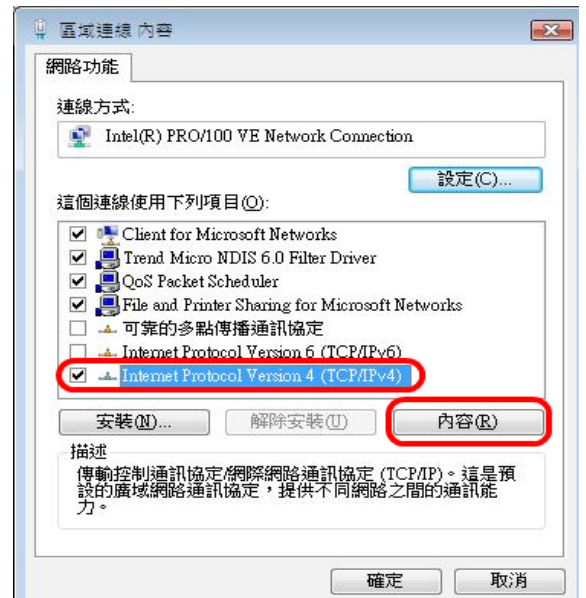 區域連線 內容
網路功能
連線方式:
Intel(R) PRO/100 VE Network Connection
設定(C)...
這個連線使用下列項目(O):
Client for Microsoft Networks
Trend Micro NDIS 6.0 Filter Driver
QoS Packet Scheduler
File and Printer Sharing for Microsoft Networks
可靠的多點傳播通訊協定
Internet Protocol Version 6 (TCP/IPv6)
Internet Protocol Version 4 (TCP/IPv4)
安裝(N)... 解除安裝(U) 內容(R)
描述
傳輸控制通訊協定/網際網路通訊協定 (TCP/IP)。這是預
設的廣域網路通訊協定，提供不同網路之間的通訊能
力。
確定 取消